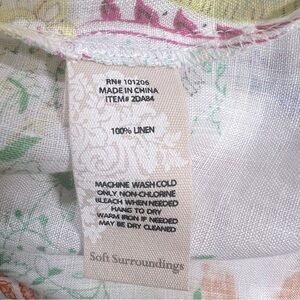 RN# 101206
MADE IN CHINA
ITEM# 2DA84
100% LINEN
MACHINE WASH COLD
ONLY NON-CHLORINE
BLEACH WHEN NEEDED
HANG TO DRY
WARM IRON IF NEEDED
MAY BE DRY CLEANED
Soft Surroundings